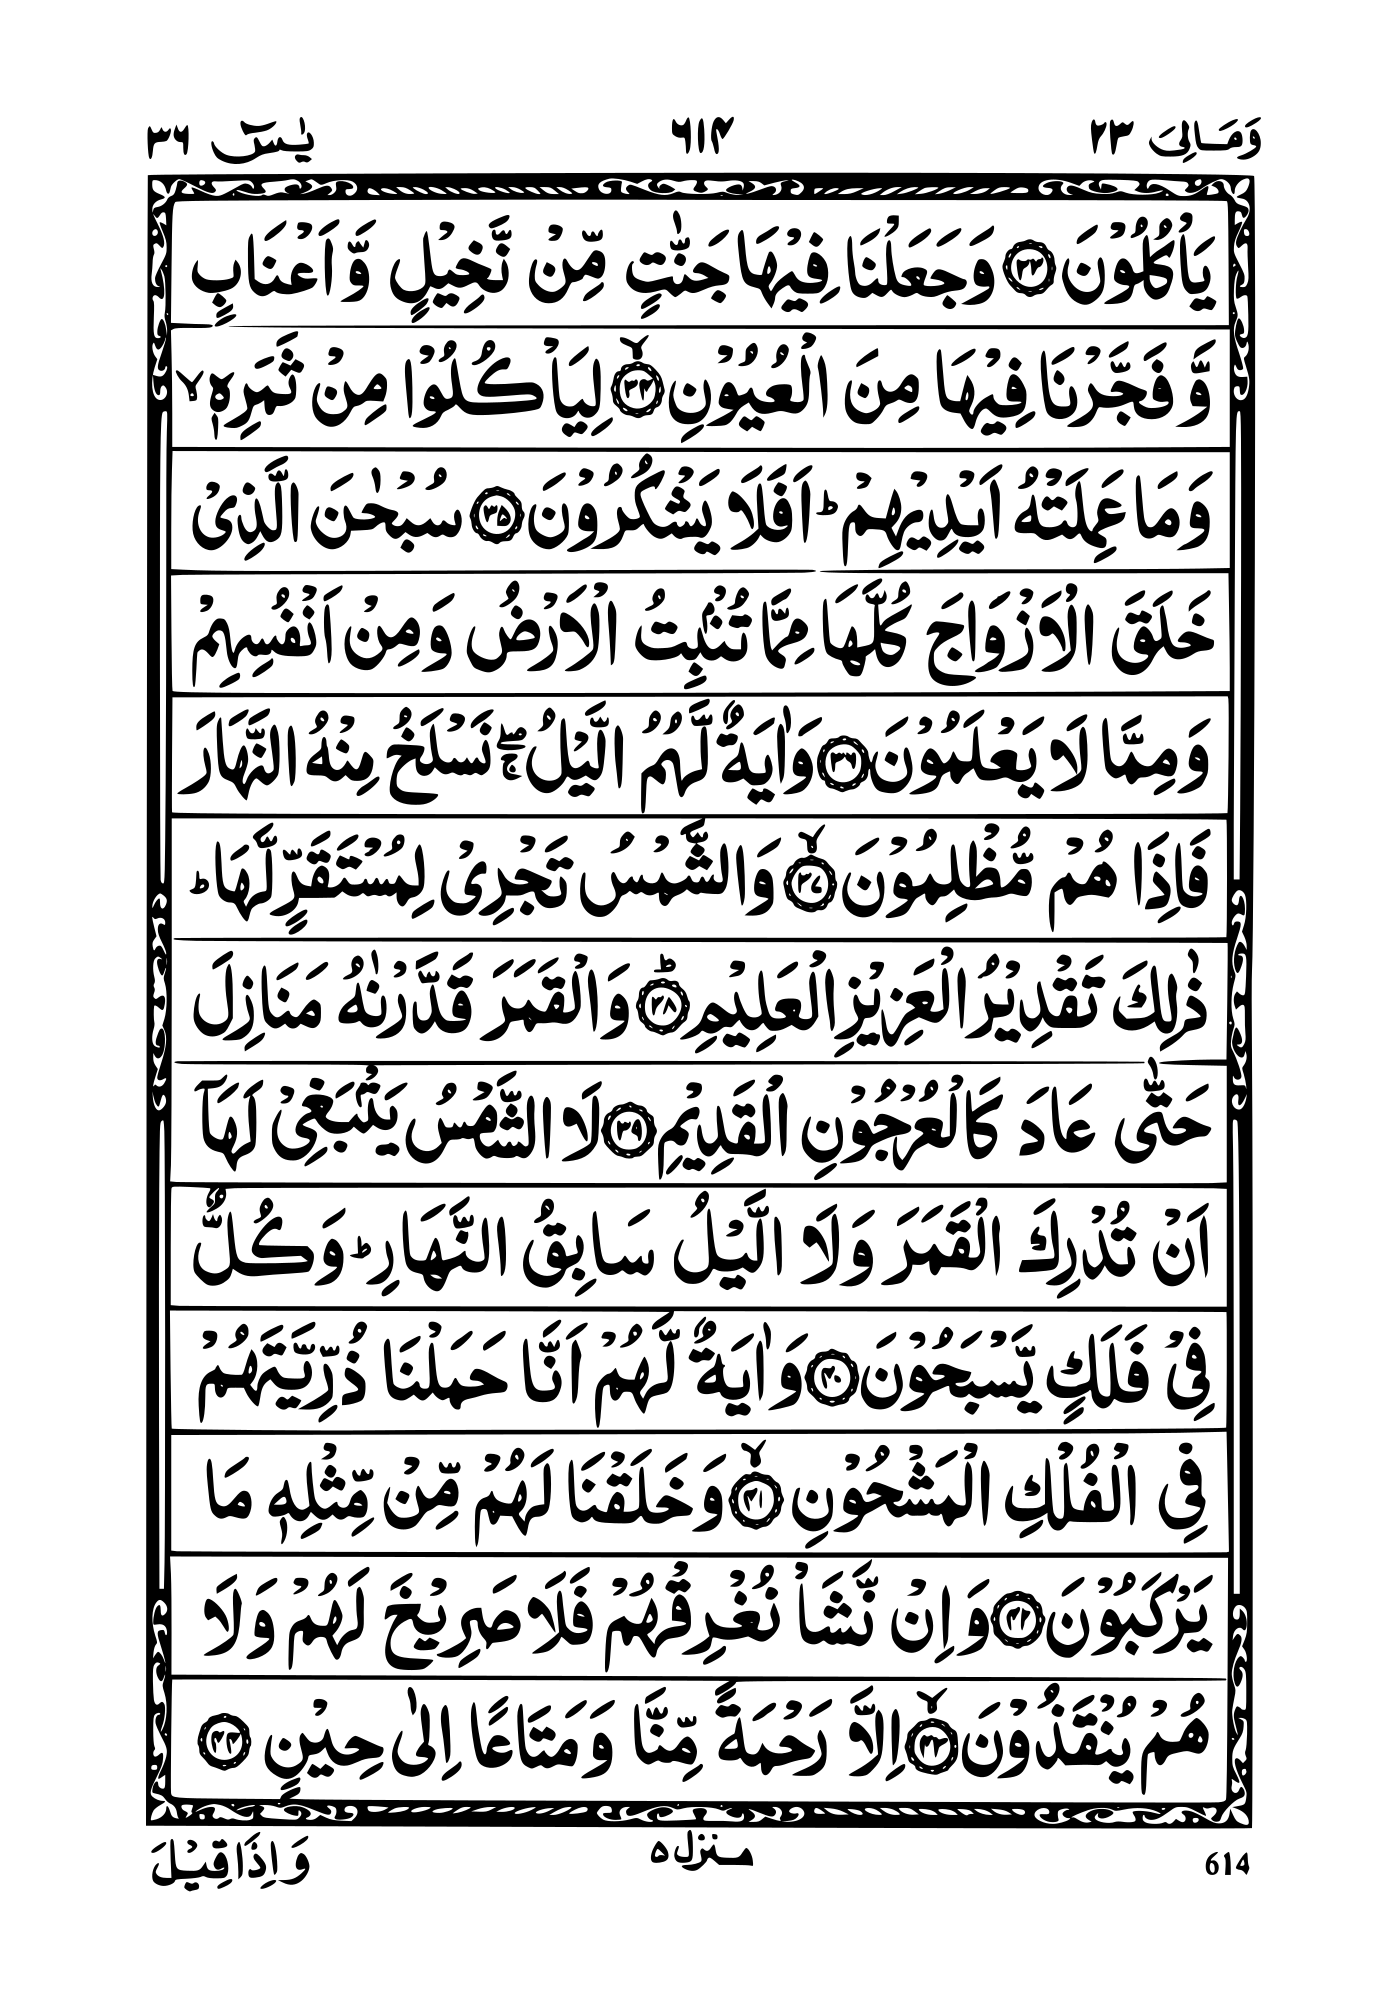 وَمَالِیَ ۲۳ ۶۱۴ یٰسٓ ۳۶
یَاْكُلُوْنَ ﴿۳۳﴾ وَجَعَلْنَا فِیْهَا جَنّٰتٍ مِّنْ نَّخِیْلٍ وَّ اَعْنَابٍ
وَّ فَجَّرْنَا فِیْهَا مِنَ الْعُیُوْنِ ﴿۳۴﴾ۙ لِیَاْكُلُوْا مِنْ ثَمَرِهٖ ۙ
وَمَا عَمِلَتْهُ اَیْدِیْهِمْ ؕ اَفَلَا یَشْكُرُوْنَ ﴿۳۵﴾ سُبْحٰنَ الَّذِیْ
خَلَقَ الْاَزْوَاجَ كُلَّهَا مِمَّا تُنْۢبِتُ الْاَرْضُ وَمِنْ اَنْفُسِهِمْ
وَمِمَّا لَا یَعْلَمُوْنَ ﴿۳۶﴾ وَاٰیَةٌ لَّهُمُ الَّیْلُ ۖۚ نَسْلَخُ مِنْهُ النَّهَارَ
فَاِذَا هُمْ مُّظْلِمُوْنَ ﴿۳۷﴾ۙ وَالشَّمْسُ تَجْرِیْ لِمُسْتَقَرٍّ لَّهَا ؕ
ذٰلِكَ تَقْدِیْرُ الْعَزِیْزِ الْعَلِیْمِ ﴿۳۸﴾ؕ وَالْقَمَرَ قَدَّرْنٰهُ مَنَازِلَ
حَتّٰی عَادَ كَالْعُرْجُوْنِ الْقَدِیْمِ ﴿۳۹﴾ لَا الشَّمْسُ یَنْۢبَغِیْ لَهَاۤ
اَنْ تُدْرِكَ الْقَمَرَ وَلَا الَّیْلُ سَابِقُ النَّهَارِ ؕ وَكُلٌّ
فِیْ فَلَكٍ یَّسْبَحُوْنَ ﴿۴۰﴾ وَاٰیَةٌ لَّهُمْ اَنَّا حَمَلْنَا ذُرِّیَّتَهُمْ
فِی الْفُلْكِ الْمَشْحُوْنِ ﴿۴۱﴾ۙ وَخَلَقْنَا لَهُمْ مِّنْ مِّثْلِهٖ مَا
یَرْكَبُوْنَ ﴿۴۲﴾ وَاِنْ نَّشَاْ نُغْرِقْهُمْ فَلَا صَرِیْخَ لَهُمْ وَلَا
هُمْ یُنْقَذُوْنَ ﴿۴۳﴾ۙ اِلَّا رَحْمَةً مِّنَّا وَمَتَاعًا اِلٰی حِیْنٍ ﴿۴۴﴾
614 منزل ۵ وَاِذَا قِیْلَ